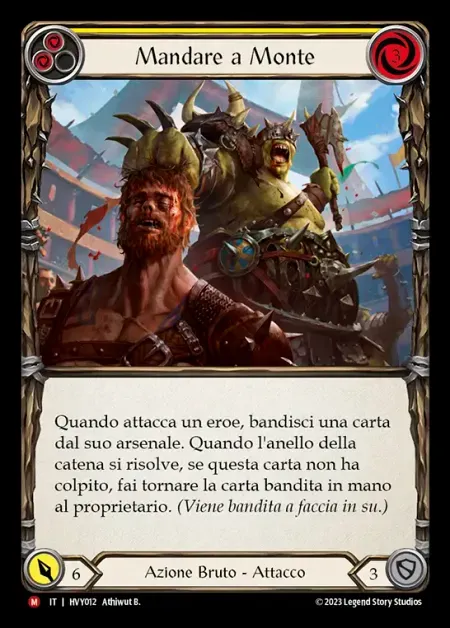 Mandare a Monte
3
Quando attacca un eroe, bandisci una carta
dal suo arsenale. Quando l'anello della
catena si risolve, se questa carta non ha
colpito, fai tornare la carta bandita in mano
al proprietario. (Viene bandita a faccia in su.)
6
Azione Bruto - Attacco
3
M IT | HVY012 Athiwut B.
© 2023 Legend Story Studios